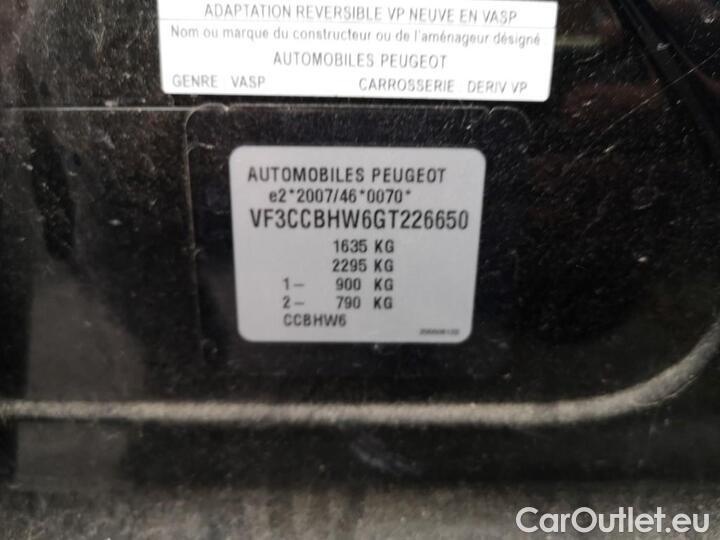 ADAPTATION REVERSIBLE VP NEUVE EN VASP
Nom ou marque du constructeur ou de l'aménageur désigné
AUTOMOBILES PEUGEOT
GENRE VASP CARROSSERIE DERIV VP
AUTOMOBILES PEUGEOT
e2*2007/46*0070*
VF3CCBHW6GT226650
1635 KG
2295 KG
1- 900 KG
2- 790 KG
CCBHW6
CarOutlet.eu